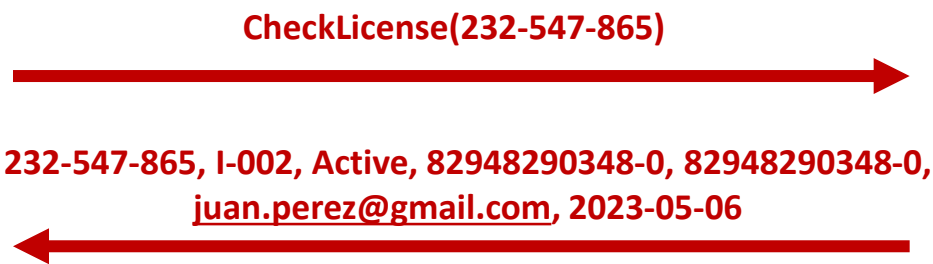 CheckLicense(232-547-865)
232-547-865, I-002, Active, 82948290348-0, 82948290348-0,
juan.perez@gmail.com, 2023-05-06